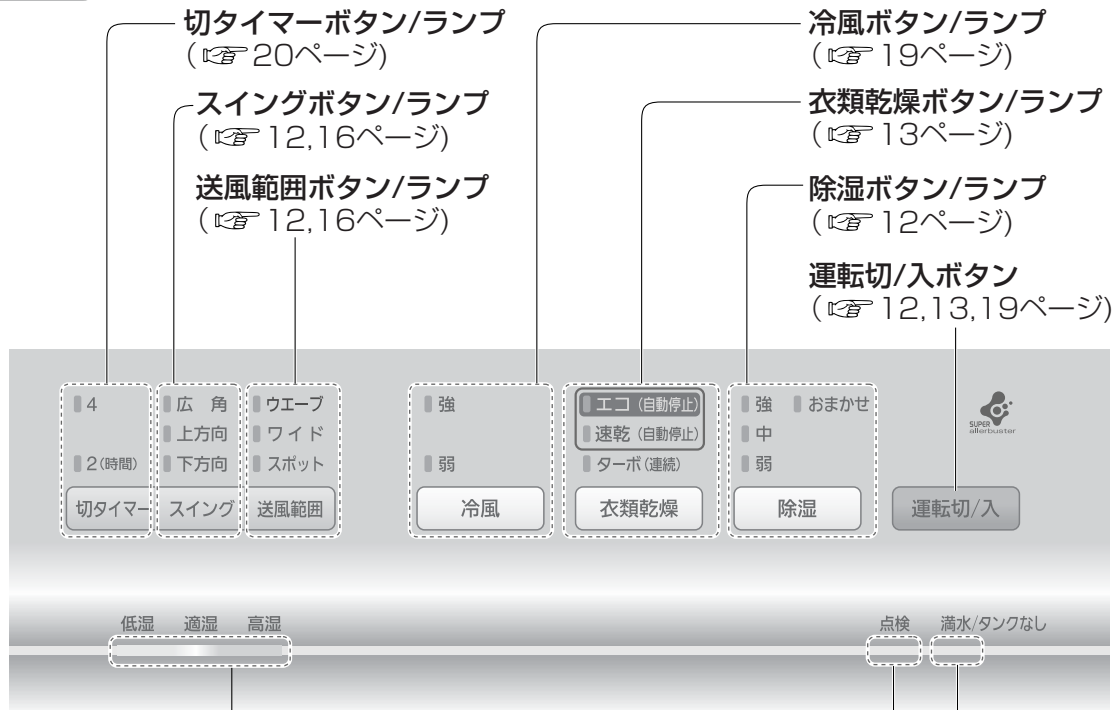 切タイマーボタン/ランプ
(☞20ページ)
スイングボタン/ランプ
(☞12,16ページ)
送風範囲ボタン/ランプ
(☞12,16ページ)
冷風ボタン/ランプ
(☞19ページ)
衣類乾燥ボタン/ランプ
(☞13ページ)
除湿ボタン/ランプ
(☞12ページ)
運転切/入ボタン
(☞12,13,19ページ)
4
2(時間)
切タイマー
広 角
上方向
下方向
スイング
ウエーブ
ワイド
スポット
送風範囲
強
弱
冷風
エコ(自動停止)
速乾(自動停止)
ターボ(連続)
衣類乾燥
強 おまかせ
中
弱
除湿
SUPER
allerbuster
運転切/入
低湿 適湿 高湿
点検 満水/タンクなし